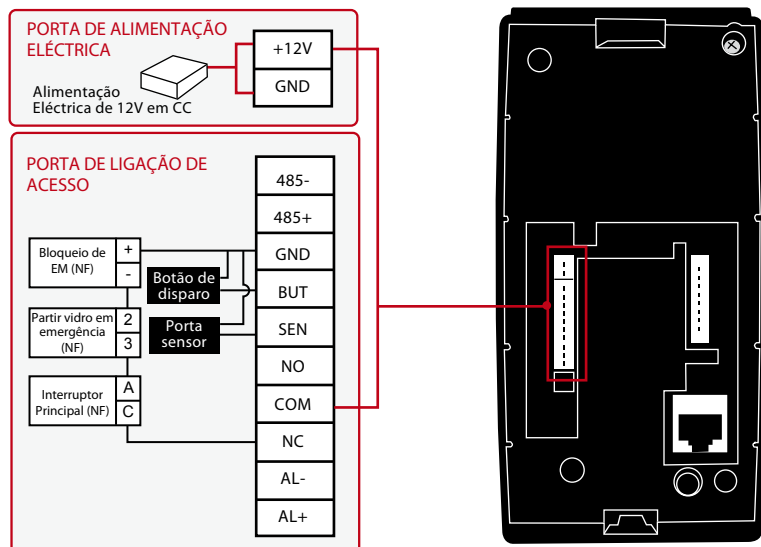 PORTA DE ALIMENTAÇÃO
ELÉCTRICA
+12V
GND
Alimentação
Eléctrica de 12V em CC
PORTA DE LIGAÇÃO DE
ACESSO
485-
485+
GND
BUT
SEN
NO
COM
NC
AL-
AL+
Bloqueio de
EM (NF)
+
-
Botão de
disparo
Partir vidro em
emergência
(NF)
2
3
Porta
sensor
Interruptor
Principal (NF)
A
C